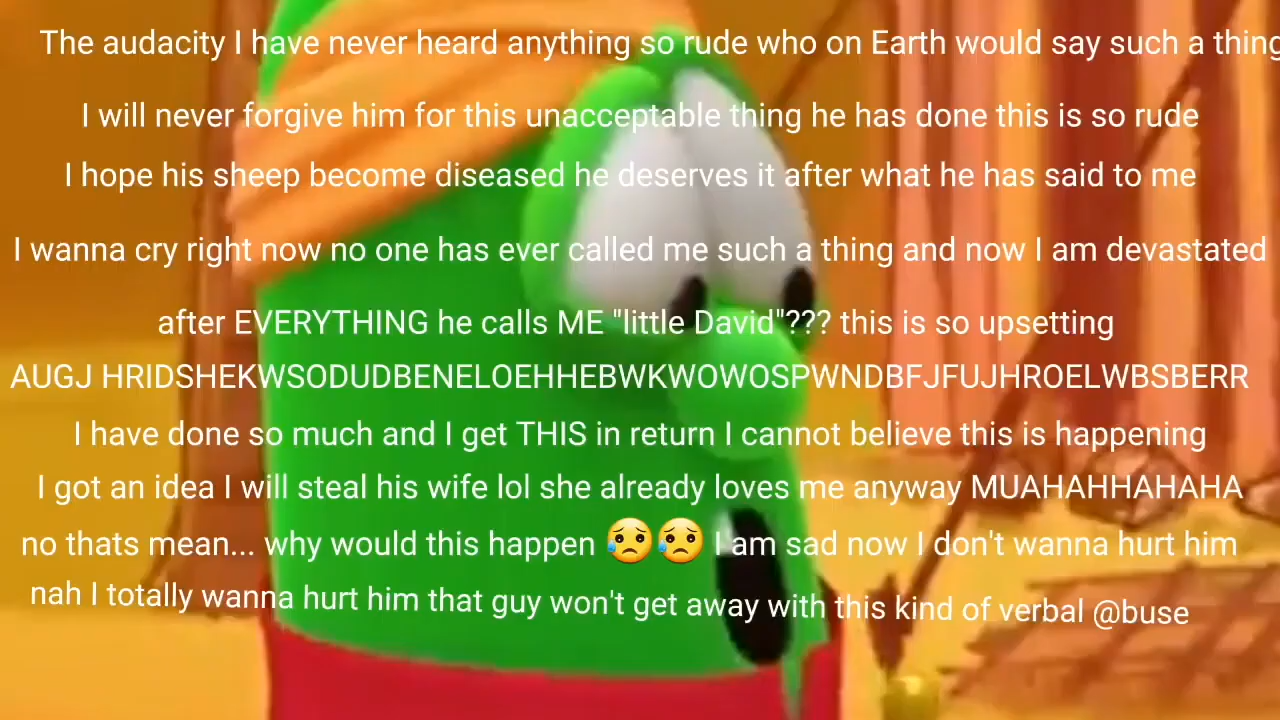 The audacity I have never heard anything so rude who on Earth would say such a thing
I will never forgive him for this unacceptable thing he has done this is so rude
I hope his sheep become diseased he deserves it after what he has said to me
I wanna cry right now no one has ever called me such a thing and now I am devastated
after EVERYTHING he calls ME "little David"??? this is so upsetting
AUGJ HRIDSHEKWSODUDBENELOEHHEBWKWOWOSPWNDBFJFUJHROELWBSBERR
I have done so much and I get THIS in return I cannot believe this is happening
I got an idea I will steal his wife lol she already loves me anyway MUAHAHHAHAHA
no thats mean... why would this happen 😥😥 I am sad now I don't wanna hurt him
nah I totally wanna hurt him that guy won't get away with this kind of verbal @buse